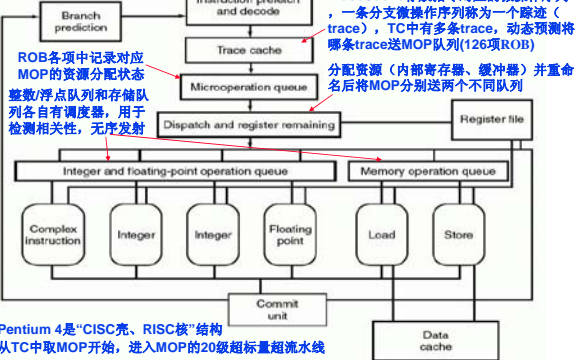 Instruction prefetch
and decode
Branch
prediction
，一条分支微操作序列称为一个踪迹（
trace），TC中有多条trace，动态预测将
哪条trace送MOP队列(126项ROB)
Trace cache
ROB各项中记录对应
MOP的资源分配状态
Microoperation queue
分配资源（内部寄存器、缓冲器）并重命
名后将MOP分别送两个不同队列
整数/浮点队列和存储队
列各自有调度器，用于
检测相关性，无序发射
Dispatch and register remaining
Register file
Integer and floating-point operation queue
Memory operation queue
Complex
instruction
Integer
Integer
Floating
point
Load
Store
Commit
unit
Data
cache
Pentium 4是“CISC壳、RISC核”结构
从TC中取MOP开始，进入MOP的20级超标量超流水线